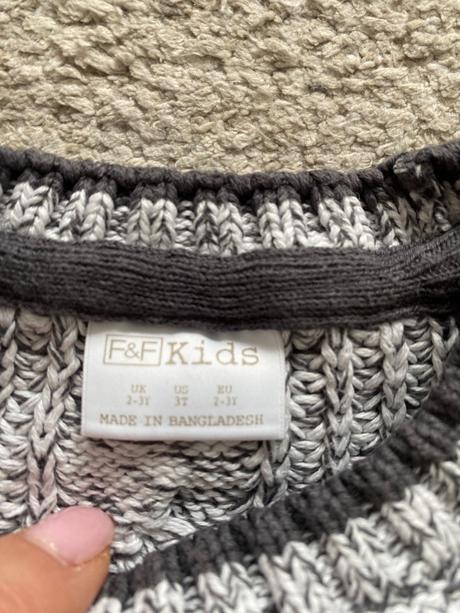 F&F Kids
UK US EU
2-3Y 3T 2-3Y
MADE IN BANGLADESH